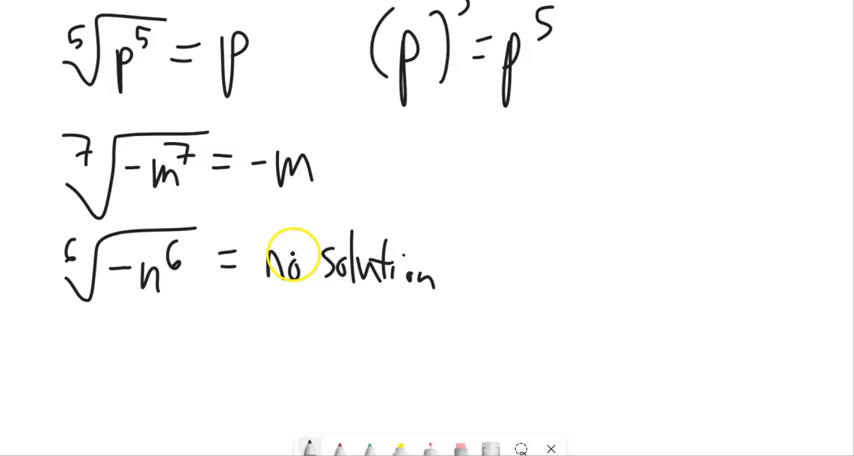 ⁵√p⁵ = p (p)⁵ = p⁵
⁷√-m⁷ = -m
⁶√-n⁶ = no solution